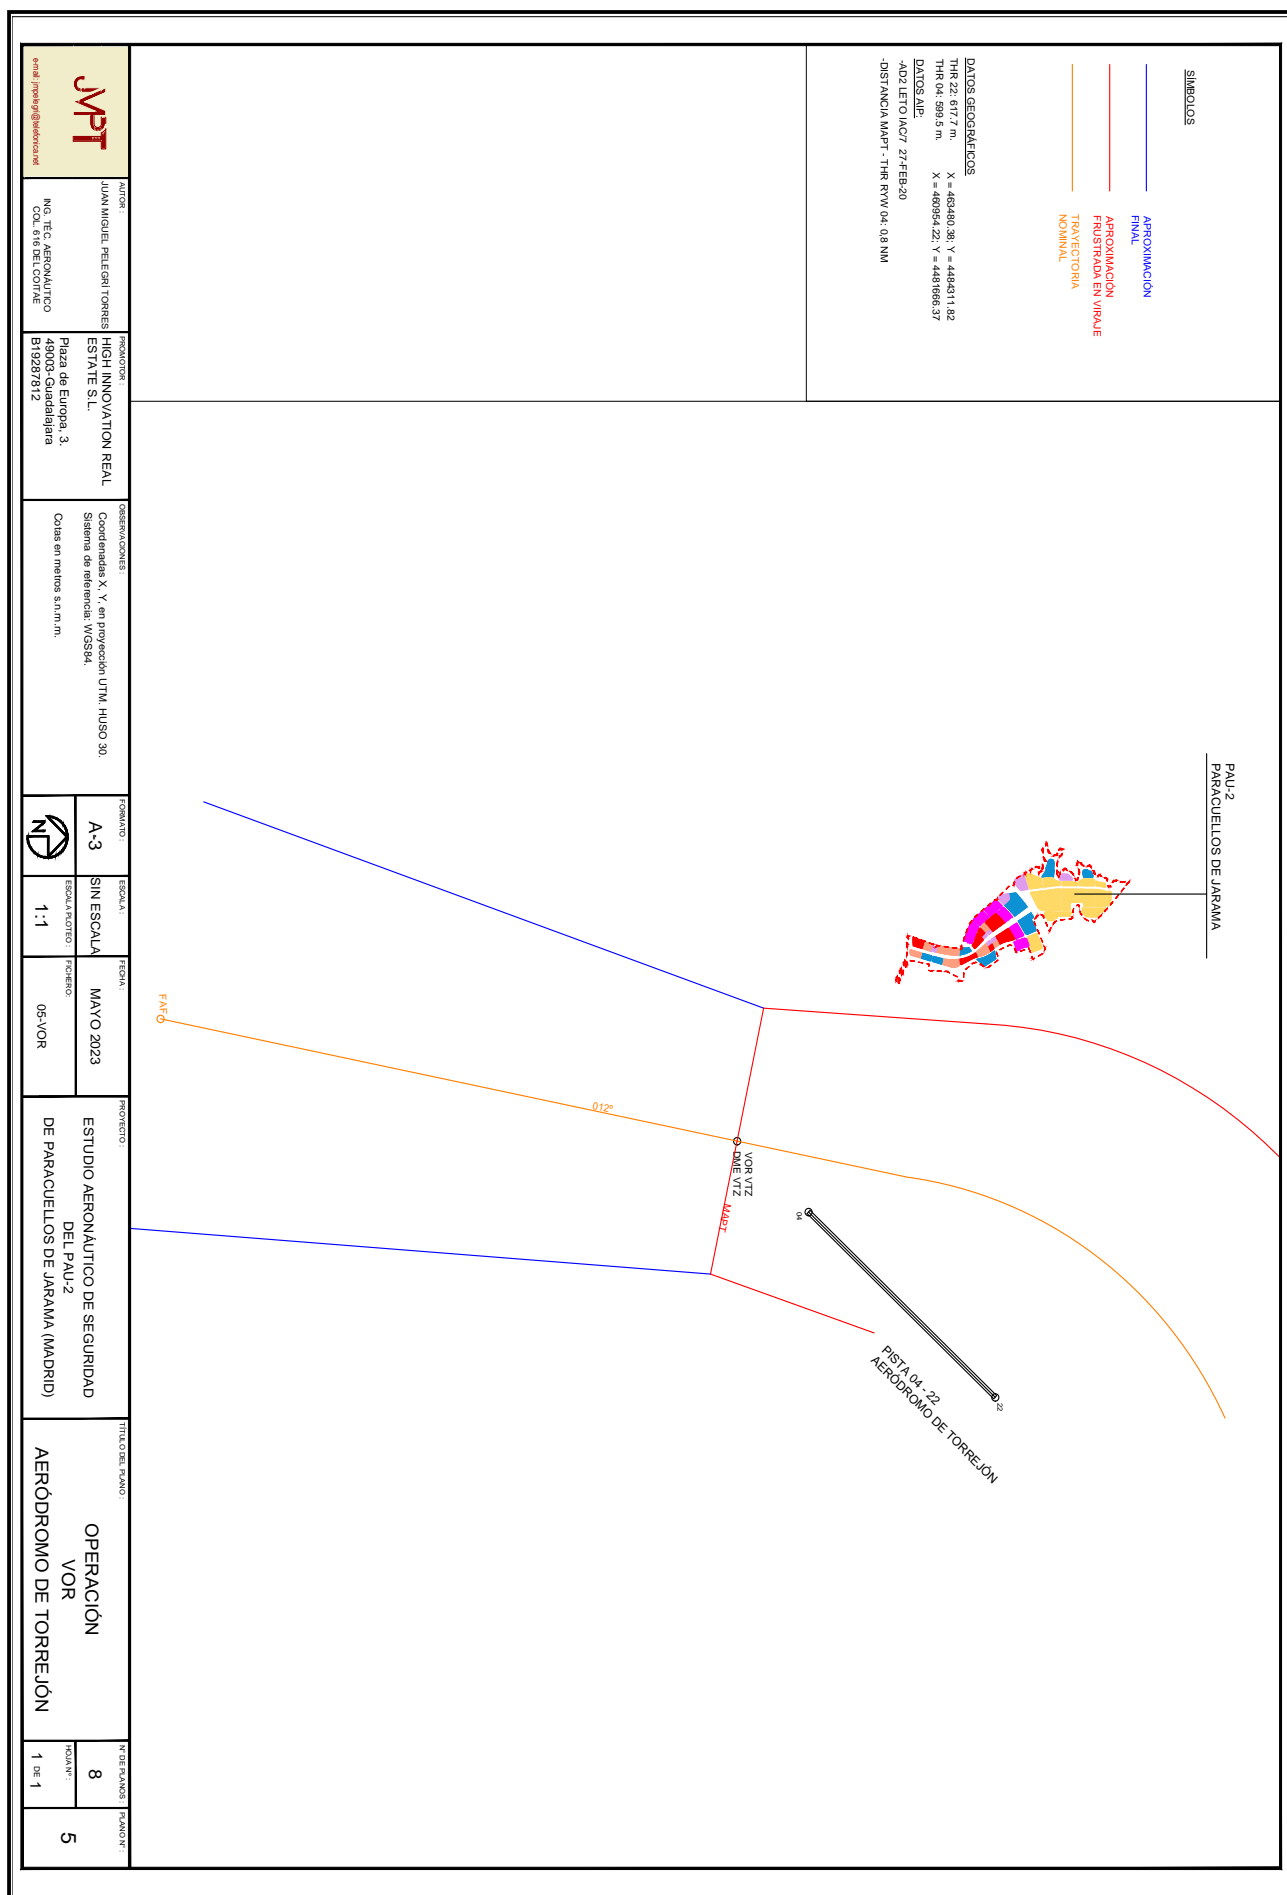 SÍMBOLOS
APROXIMACIÓN
FINAL
APROXIMACIÓN
FRUSTRADA EN VIRAJE
TRAYECTORIA
NOMINAL
DATOS GEOGRÁFICOS
THR 22: 617.7 m. X = 463480.36; Y = 4484311.82
THR 04: 599.5 m. X = 460954.22; Y = 4481666.37
DATOS AIP:
-AD2 LETO IAC/7 27-FEB-20
-DISTANCIA MAPT - THR RYW 04: 0,8 NM
PAU-2
PARACUELLOS DE JARAMA
FAF
012º
VOR VTZ
DME VTZ
MAPT
04
22
PISTA 04 - 22
AERÓDROMO DE TORREJÓN
JMPT
e-mail: jmpelegri@telefonica.net
AUTOR :
JUAN MIGUEL PELEGRÍ TORRES
ING. TÉC. AERONÁUTICO
COL. 616 DEL COITAE
PROMOTOR :
HIGH INNOVATION REAL
ESTATE S.L.
Plaza de Europa, 3.
49003-Guadalajara
B19287812
OBSERVACIONES :
Coordenadas X, Y, en proyección UTM. HUSO 30.
Sistema de referencia: WGS84.
Cotas en metros s.n.m.m.
FORMATO :
A-3
N
ESCALA :
SIN ESCALA
ESCALA PLOTEO :
1:1
FECHA :
MAYO 2023
FICHERO:
05-VOR
PROYECTO :
ESTUDIO AERONÁUTICO DE SEGURIDAD
DEL PAU-2
DE PARACUELLOS DE JARAMA (MADRID)
TÍTULO DEL PLANO :
OPERACIÓN
VOR
AERÓDROMO DE TORREJÓN
Nº DE PLANOS :
8
HOJA Nº :
1 DE 1
PLANO Nº :
5